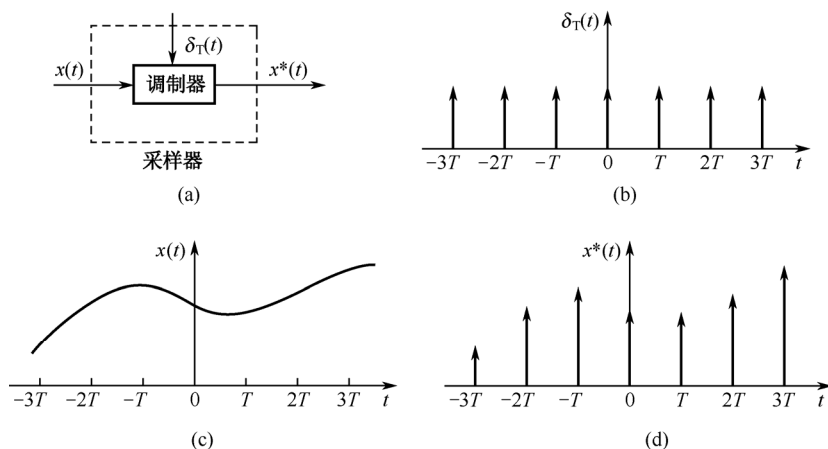 δT(t)
x(t)
调制器
x*(t)
采样器
(a)
δT(t)
−3T −2T −T 0 T 2T 3T t
(b)
x(t)
−3T −2T −T 0 T 2T 3T t
(c)
x*(t)
−3T −2T −T 0 T 2T 3T t
(d)